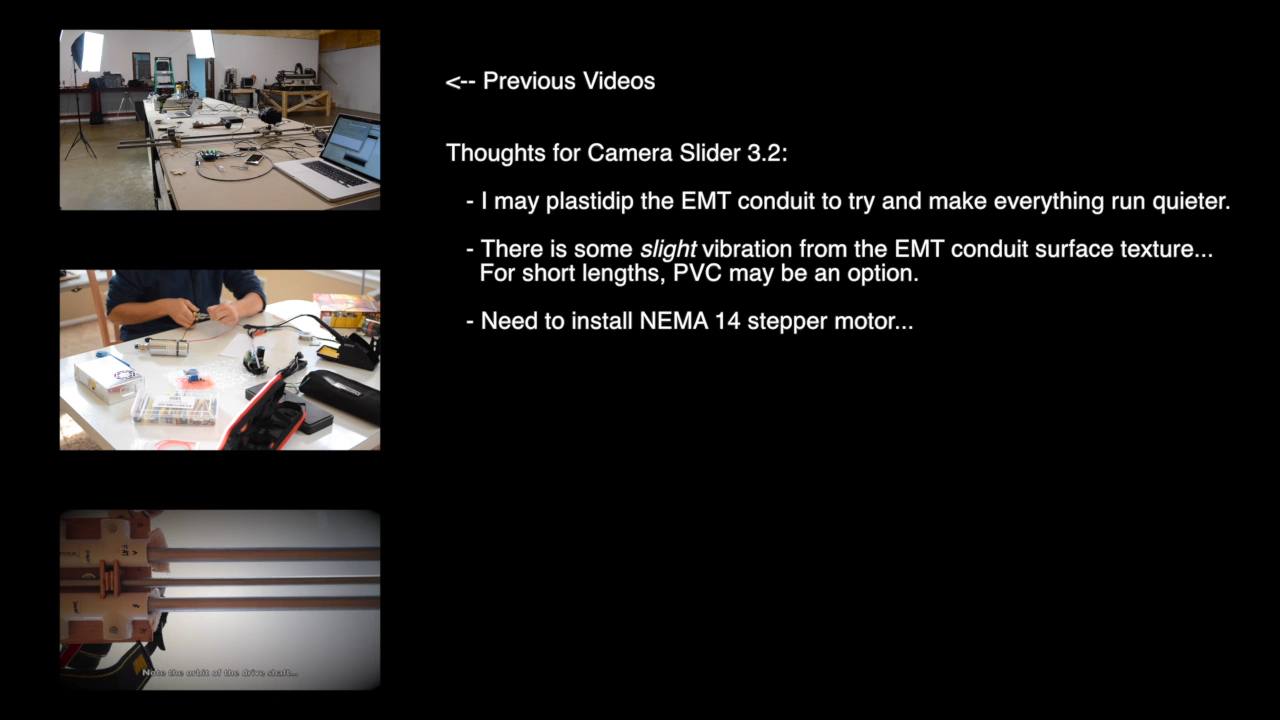 <-- Previous Videos
Thoughts for Camera Slider 3.2:
- I may plastidip the EMT conduit to try and make everything run quieter.
- There is some slight vibration from the EMT conduit surface texture...
For short lengths, PVC may be an option.
- Need to install NEMA 14 stepper motor...
Note the orbit of the drive shaft...